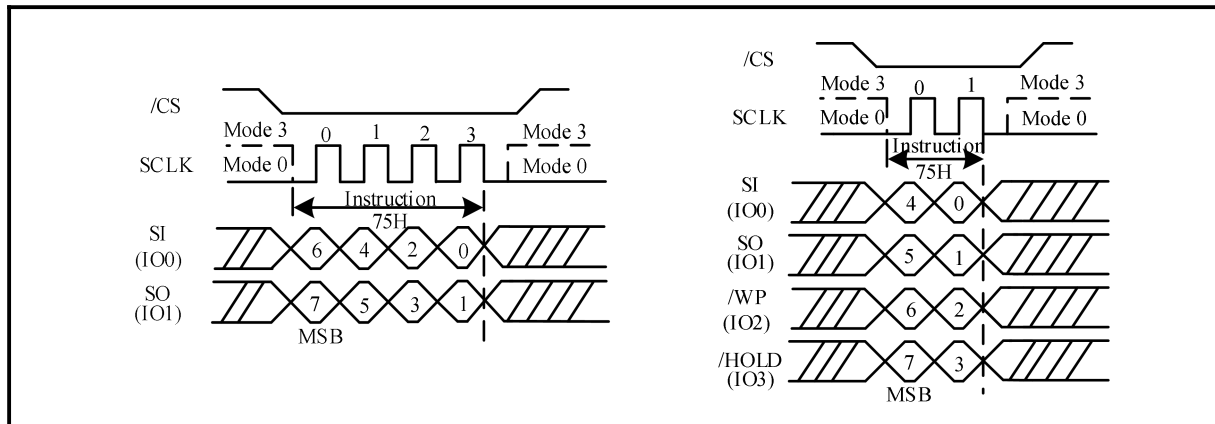 /CS
Mode 3 0 1 2 3 Mode 3
SCLK Mode 0 Mode 0
Instruction
75H
SI
(IO0)
6 4 2 0
SO
(IO1)
7 5 3 1
MSB
/CS
Mode 3 0 1 Mode 3
SCLK Mode 0 Mode 0
Instruction
75H
SI
(IO0)
4 0
SO
(IO1)
5 1
/WP
(IO2)
6 2
/HOLD
(IO3)
7 3
MSB